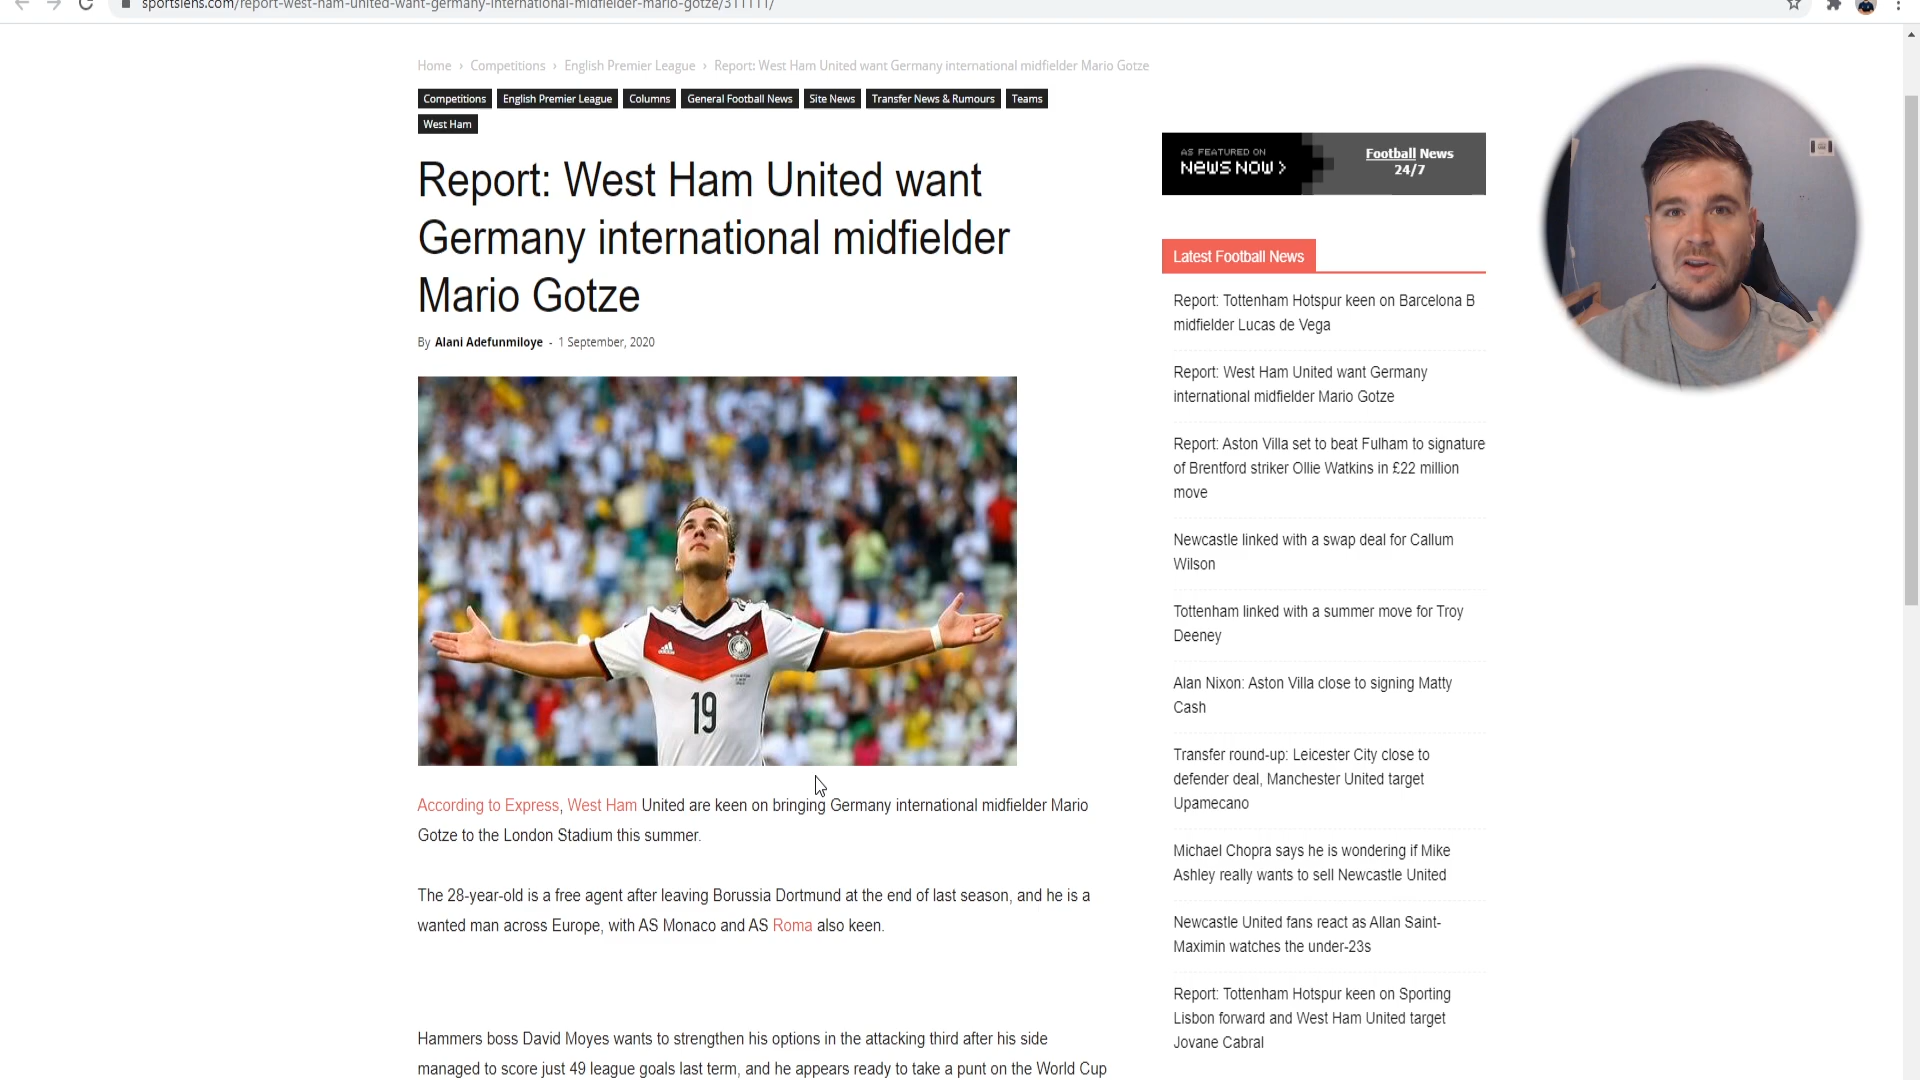 sportslens.com/report-west-ham-united-want-germany-international-midfielder-mario-gotze/311111/
Home › Competitions › English Premier League › Report: West Ham United want Germany international midfielder Mario Gotze
Competitions English Premier League Columns General Football News Site News Transfer News & Rumours Teams
West Ham
Report: West Ham United want
Germany international midfielder
Mario Gotze
By Alani Adefunmiloye - 1 September, 2020
19
According to Express, West Ham United are keen on bringing Germany international midfielder Mario
Gotze to the London Stadium this summer.
The 28-year-old is a free agent after leaving Borussia Dortmund at the end of last season, and he is a
wanted man across Europe, with AS Monaco and AS Roma also keen.
Hammers boss David Moyes wants to strengthen his options in the attacking third after his side
managed to score just 49 league goals last term, and he appears ready to take a punt on the World Cup
AS FEATURED ON
NEWS NOW >
Football News
24/7
Latest Football News
Report: Tottenham Hotspur keen on Barcelona B
midfielder Lucas de Vega
Report: West Ham United want Germany
international midfielder Mario Gotze
Report: Aston Villa set to beat Fulham to signature
of Brentford striker Ollie Watkins in £22 million
move
Newcastle linked with a swap deal for Callum
Wilson
Tottenham linked with a summer move for Troy
Deeney
Alan Nixon: Aston Villa close to signing Matty
Cash
Transfer round-up: Leicester City close to
defender deal, Manchester United target
Upamecano
Michael Chopra says he is wondering if Mike
Ashley really wants to sell Newcastle United
Newcastle United fans react as Allan Saint-
Maximin watches the under-23s
Report: Tottenham Hotspur keen on Sporting
Lisbon forward and West Ham United target
Jovane Cabral